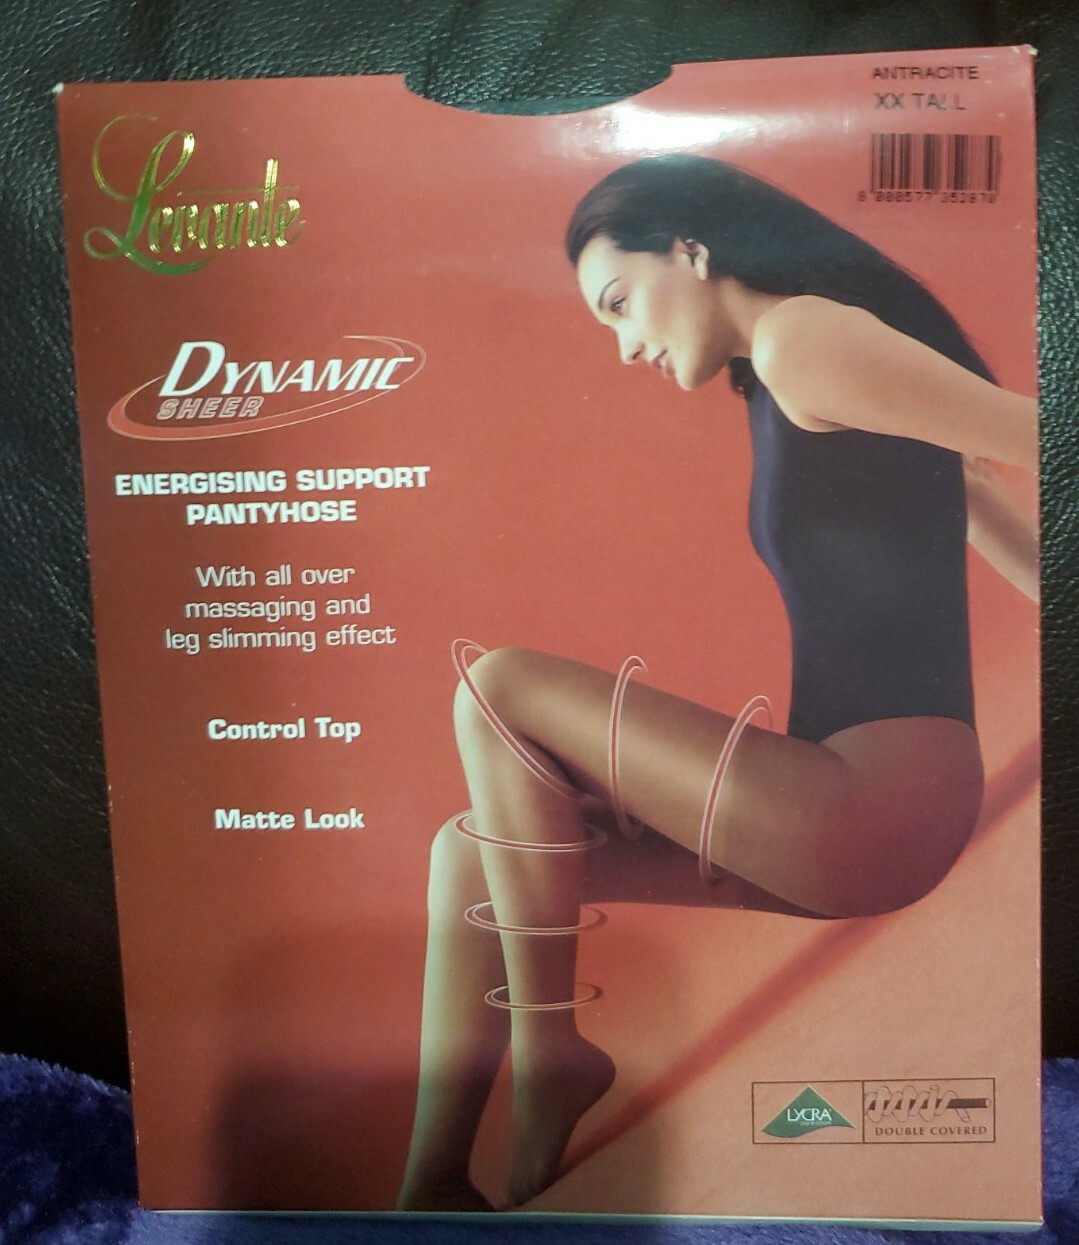 ANTRACITE
XX TALL
Levante
DYNAMIC
SHEER
ENERGISING SUPPORT
PANTYHOSE
With all over
massaging and
leg slimming effect
Control Top
Matte Look
LYCRA
DOUBLE COVERED